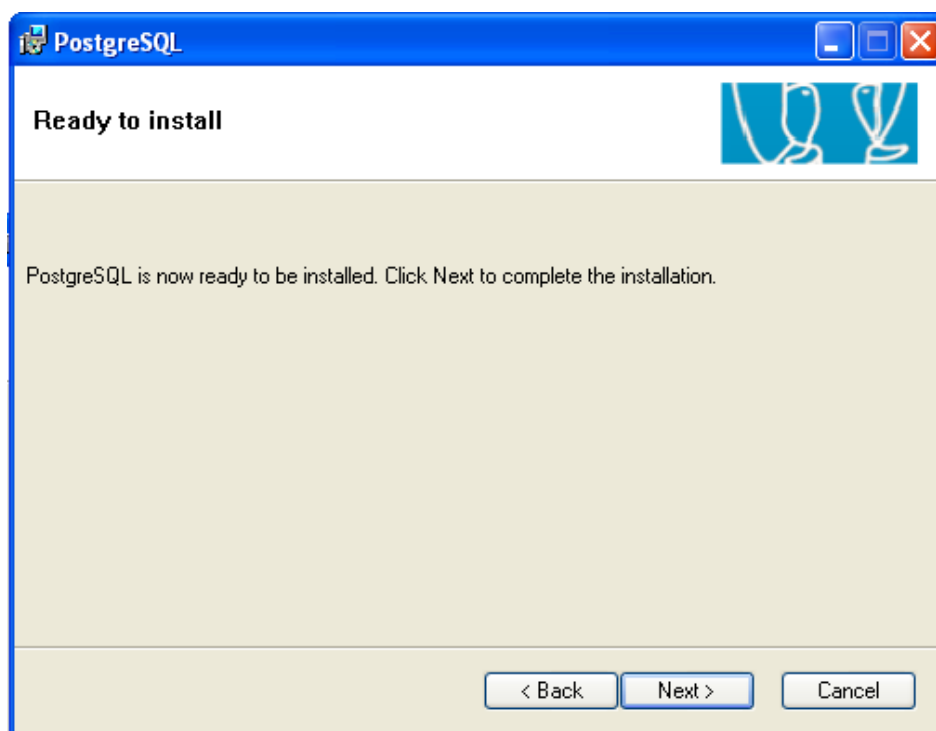 PostgreSQL
Ready to install
PostgreSQL is now ready to be installed. Click Next to complete the installation.
< Back Next > Cancel